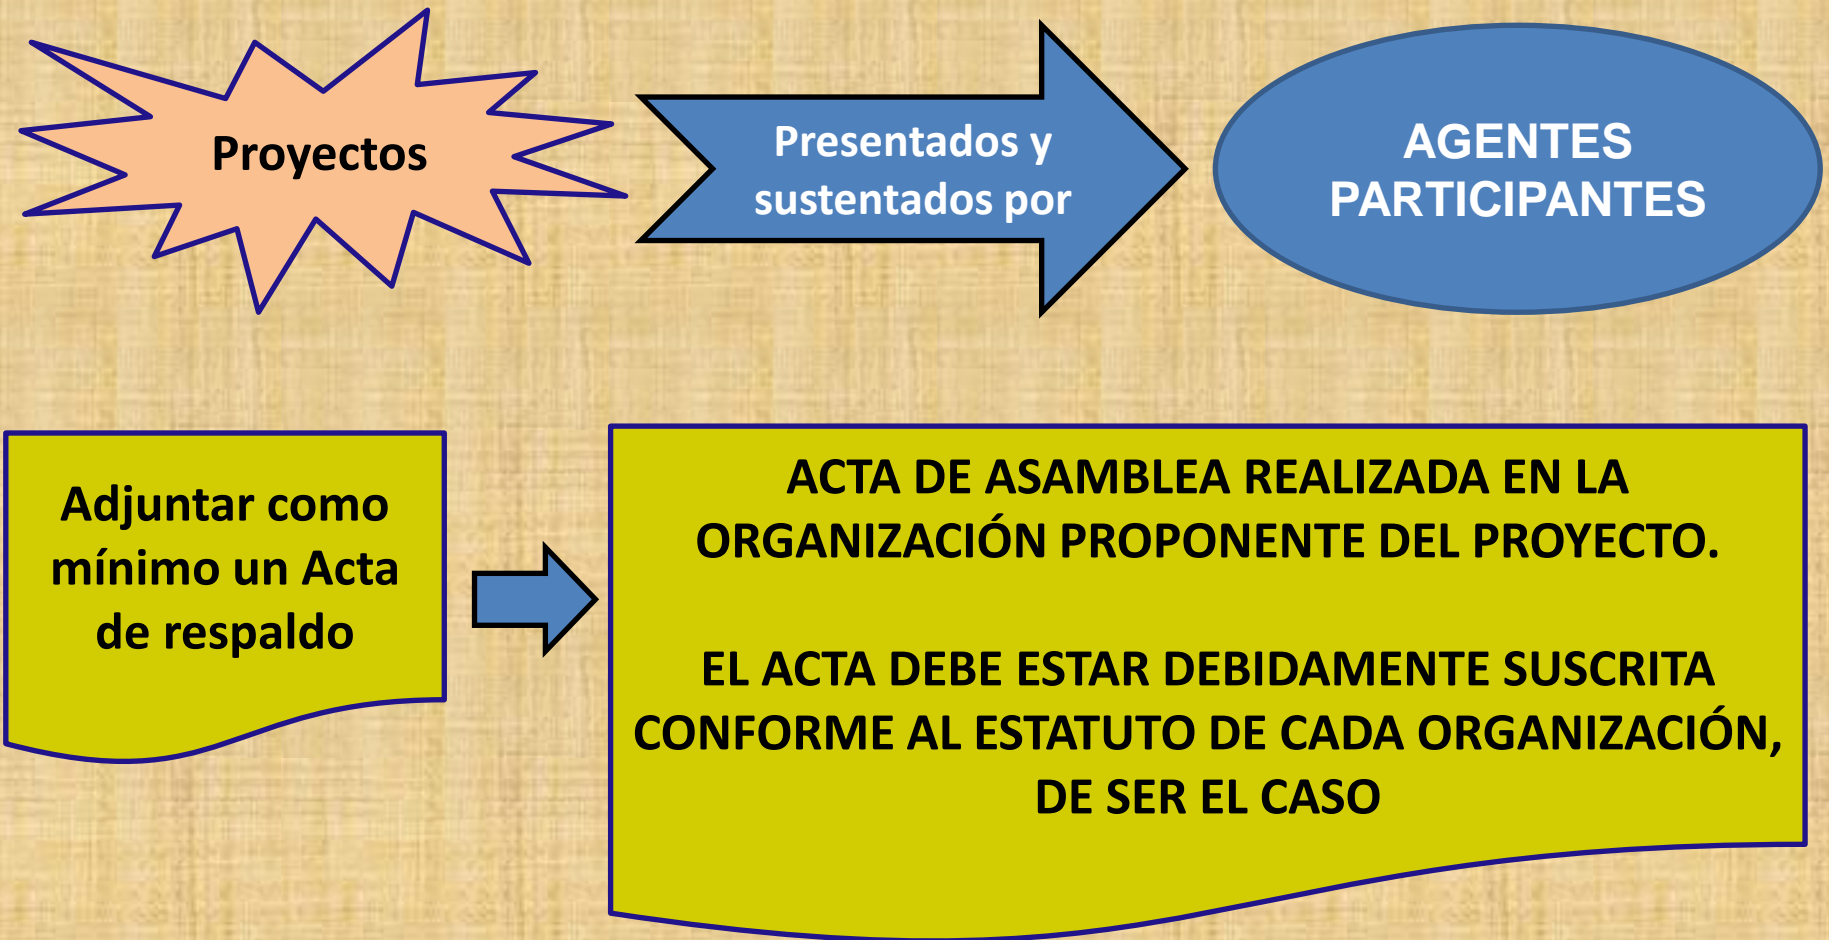 Proyectos
Presentados y
sustentados por
AGENTES
PARTICIPANTES
Adjuntar como
mínimo un Acta
de respaldo
ACTA DE ASAMBLEA REALIZADA EN LA
ORGANIZACIÓN PROPONENTE DEL PROYECTO.
EL ACTA DEBE ESTAR DEBIDAMENTE SUSCRITA
CONFORME AL ESTATUTO DE CADA ORGANIZACIÓN,
DE SER EL CASO